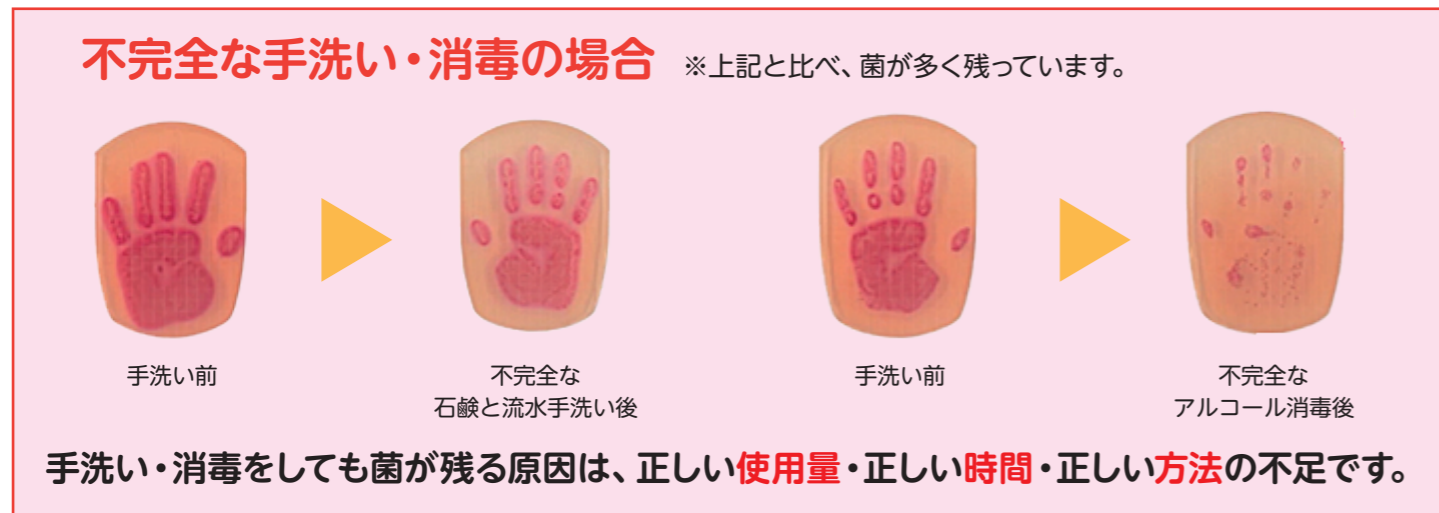 不完全な手洗い・消毒の場合 ※上記と比べ、菌が多く残っています。
手洗い前
不完全な
石鹸と流水手洗い後
手洗い前
不完全な
アルコール消毒後
手洗い・消毒をしても菌が残る原因は、正しい使用量・正しい時間・正しい方法の不足です。